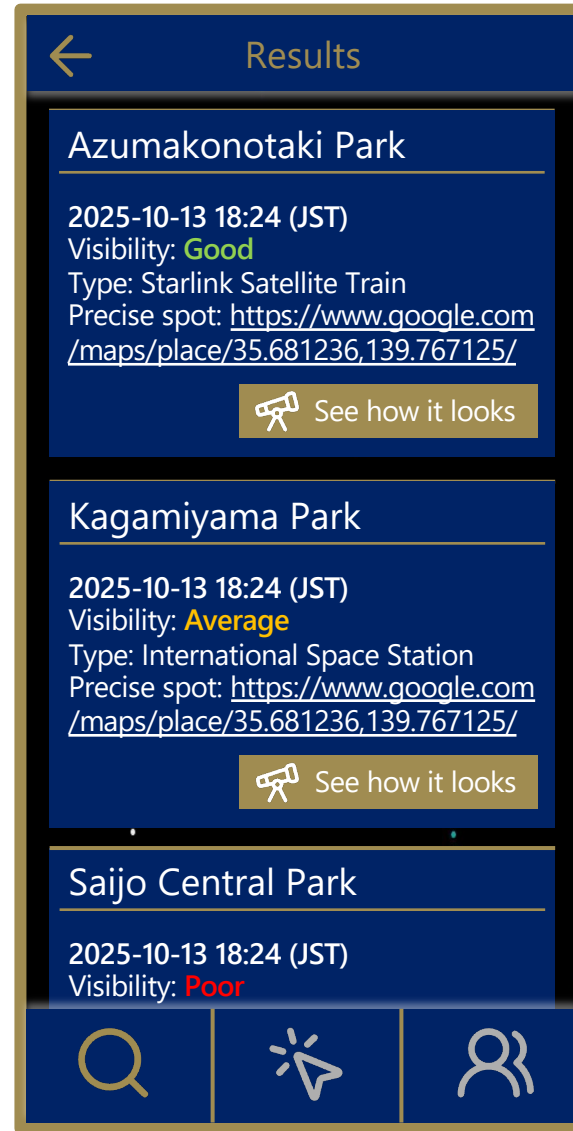 Results
Azumakonotaki Park
2025-10-13 18:24 (JST)
Visibility: Good
Type: Starlink Satellite Train
Precise spot: https://www.google.com
/maps/place/35.681236,139.767125/
See how it looks
Kagamiyama Park
2025-10-13 18:24 (JST)
Visibility: Average
Type: International Space Station
Precise spot: https://www.google.com
/maps/place/35.681236,139.767125/
See how it looks
Saijo Central Park
2025-10-13 18:24 (JST)
Visibility: Poor